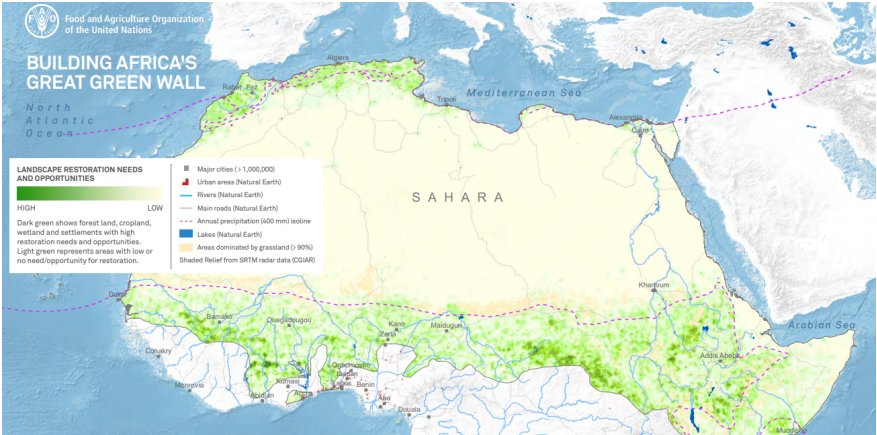 FAO
Food and Agriculture Organization
of the United Nations
BUILDING AFRICA'S
GREAT GREEN WALL
North
Atlantic
Ocean
Algiers
Rabat
Fez
Tripoli
Mediterranean Sea
Alexandria
Cairo
LANDSCAPE RESTORATION NEEDS
AND OPPORTUNITIES
HIGH
LOW
Dark green shows forest land, cropland,
wetland and settlements with high
restoration needs and opportunities.
Light green represents areas with low or
no need/opportunity for restoration.
Major cities (> 1,000,000)
Urban areas (Natural Earth)
Rivers (Natural Earth)
Main roads (Natural Earth)
Annual precipitation (400 mm) isoline
Lakes (Natural Earth)
Areas dominated by grassland (> 90%)
Shaded Relief from SRTM radar data (CGIAR)
SAHARA
Khartoum
Dakar
Bamako
Ouagadougou
Kano
Maiduguri
Zaria
Arabian Sea
Conakry
Addis Ababa
Ogbomosho
Ibadan
Monrovia
Kumasi
Lagos
Benin
Abidjan
Accra
Aba
Douala
Mogadishu